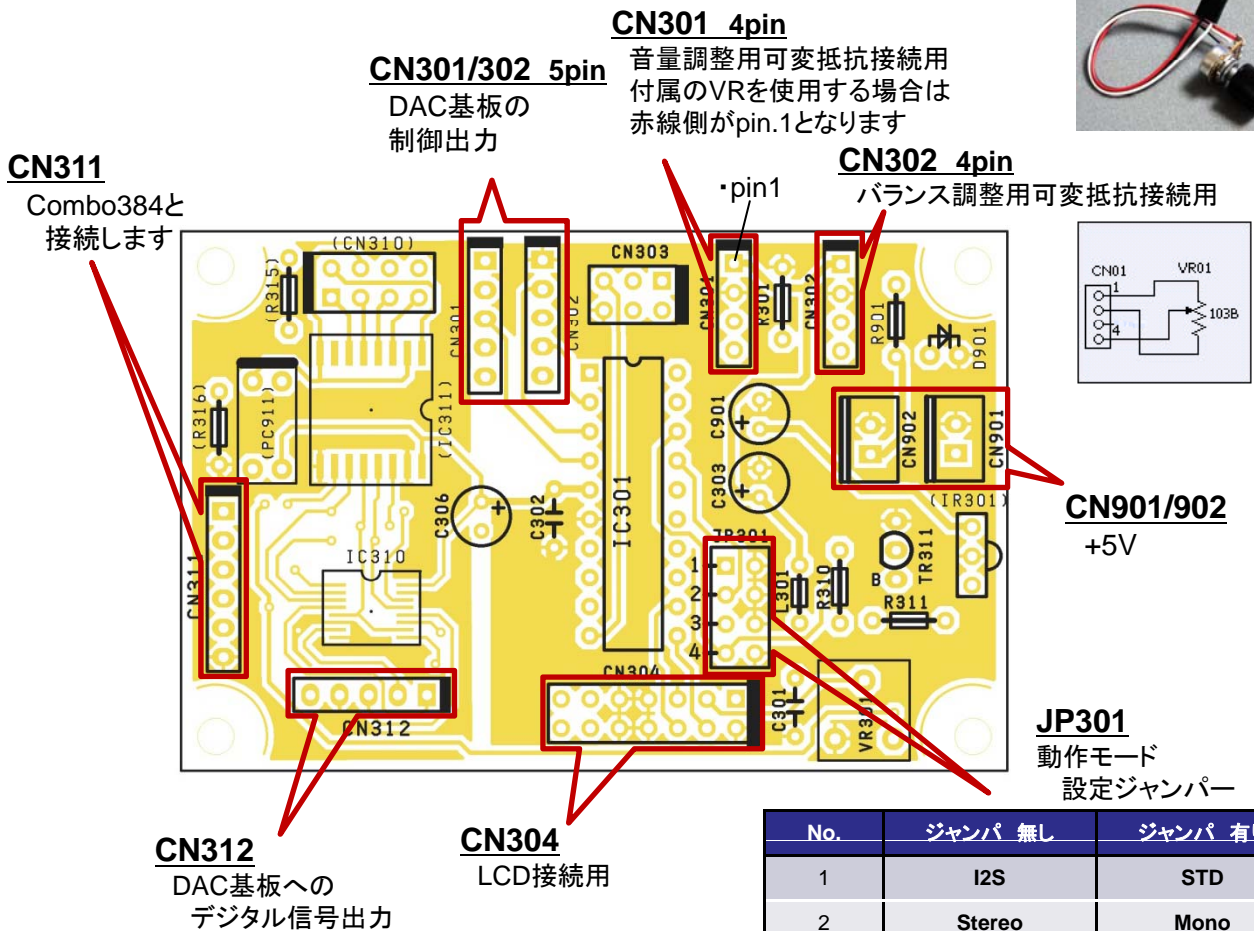 CN301 4pin
音量調整用可変抵抗接続用
付属のVRを使用する場合は
赤線側がpin.1となります
CN301/302 5pin
DAC基板の
制御出力
CN311
Combo384と
接続します
CN302 4pin
バランス調整用可変抵抗接続用
・pin1
(CN310)
(R315)
CN301
CN302
CN303
CN301
R301
CN302
R901
D901
CN01
VR01
1
4
103B
(R316)
(PC911)
(IC311)
C901
C303
CN902
CN901
(IR301)
CN901/902
+5V
C306
C302
IC301
JP301
1
2
3
4
L301
R310
TR311
B
R311
CN311
IC310
CN304
C301
VR301
CN312
JP301
動作モード
設定ジャンパー
CN312
DAC基板への
デジタル信号出力
CN304
LCD接続用
No. ジャンパ 無し ジャンパ 有
1 I2S STD
2 Stereo Mono